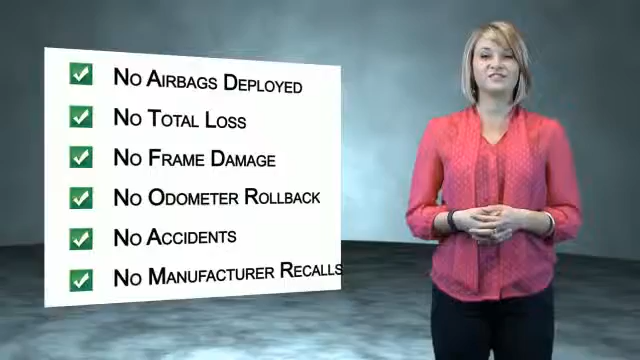 No Airbags Deployed
No Total Loss
No Frame Damage
No Odometer Rollback
No Accidents
No Manufacturer Recalls